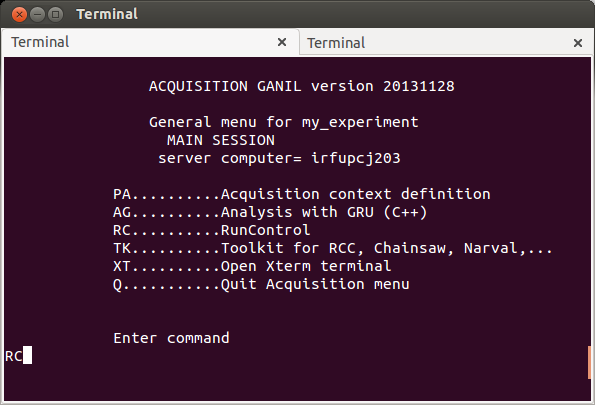 Terminal
Terminal
Terminal
ACQUISITION GANIL version 20131128
General menu for my_experiment
MAIN SESSION
server computer= irfupcj203
PA..........Acquisition context definition
AG..........Analysis with GRU (C++)
RC..........RunControl
TK..........Toolkit for RCC, Chainsaw, Narval,...
XT..........Open Xterm terminal
Q...........Quit Acquisition menu
Enter command
RC